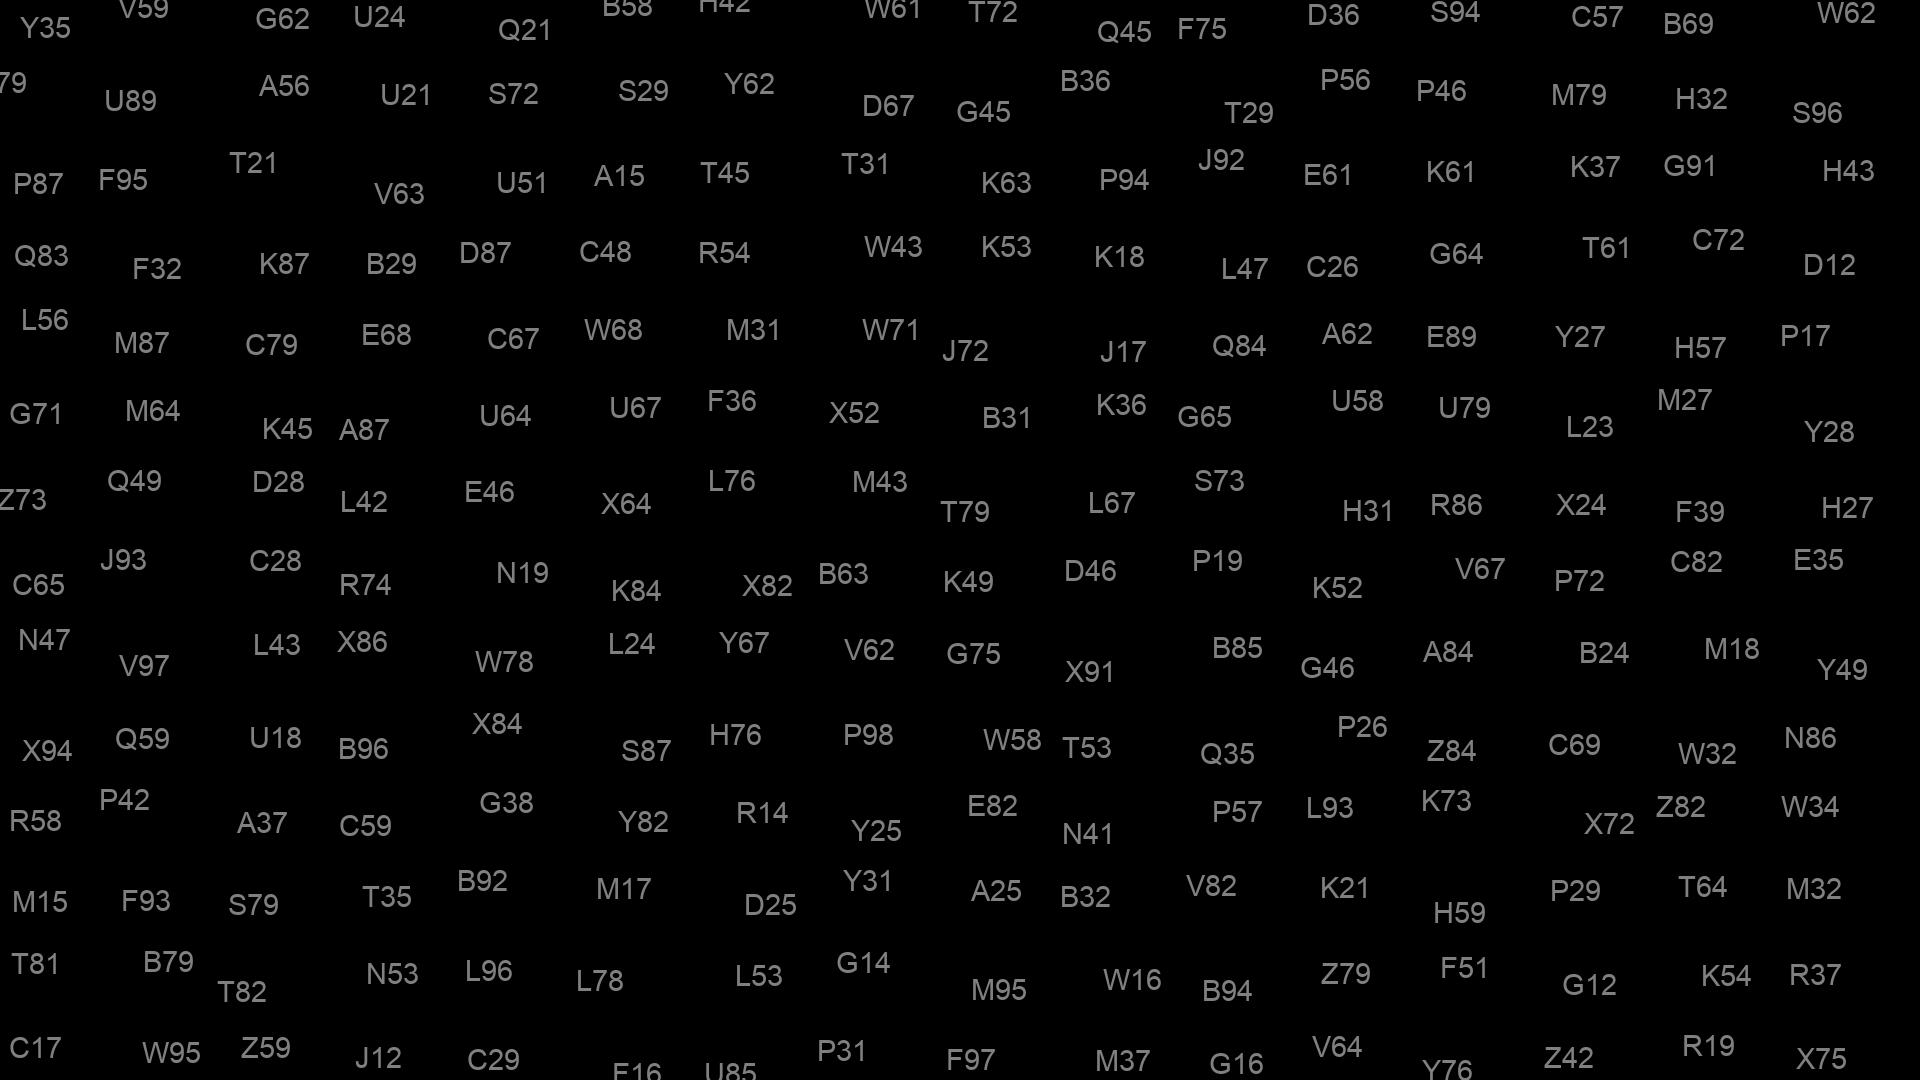 Y35 V59 G62 U24 Q21 B58 H42 W61 T72 Q45 F75 D36 S94 C57 B69 W62
79 U89 A56 U21 S72 S29 Y62 D67 G45 B36 T29 P56 P46 M79 H32 S96
P87 F95 T21 V63 U51 A15 T45 T31 K63 P94 J92 E61 K61 K37 G91 H43
Q83 F32 K87 B29 D87 C48 R54 W43 K53 K18 L47 C26 G64 T61 C72 D12
L56 M87 C79 E68 C67 W68 M31 W71 J72 J17 Q84 A62 E89 Y27 H57 P17
G71 M64 K45 A87 U64 U67 F36 X52 B31 K36 G65 U58 U79 L23 M27 Y28
Z73 Q49 D28 L42 E46 X64 L76 M43 T79 L67 S73 H31 R86 X24 F39 H27
C65 J93 C28 R74 N19 K84 X82 B63 K49 D46 P19 K52 V67 P72 C82 E35
N47 V97 L43 X86 W78 L24 Y67 V62 G75 X91 B85 G46 A84 B24 M18 Y49
X94 Q59 U18 B96 X84 S87 H76 P98 W58 T53 Q35 P26 Z84 C69 W32 N86
R58 P42 A37 C59 G38 Y82 R14 Y25 E82 N41 P57 L93 K73 X72 Z82 W34
M15 F93 S79 T35 B92 M17 D25 Y31 A25 B32 V82 K21 H59 P29 T64 M32
T81 B79 T82 N53 L96 L78 L53 G14 M95 W16 B94 Z79 F51 G12 K54 R37
C17 W95 Z59 J12 C29 U85 P31 F97 M37 G16 V64 Y76 Z42 R19 X75